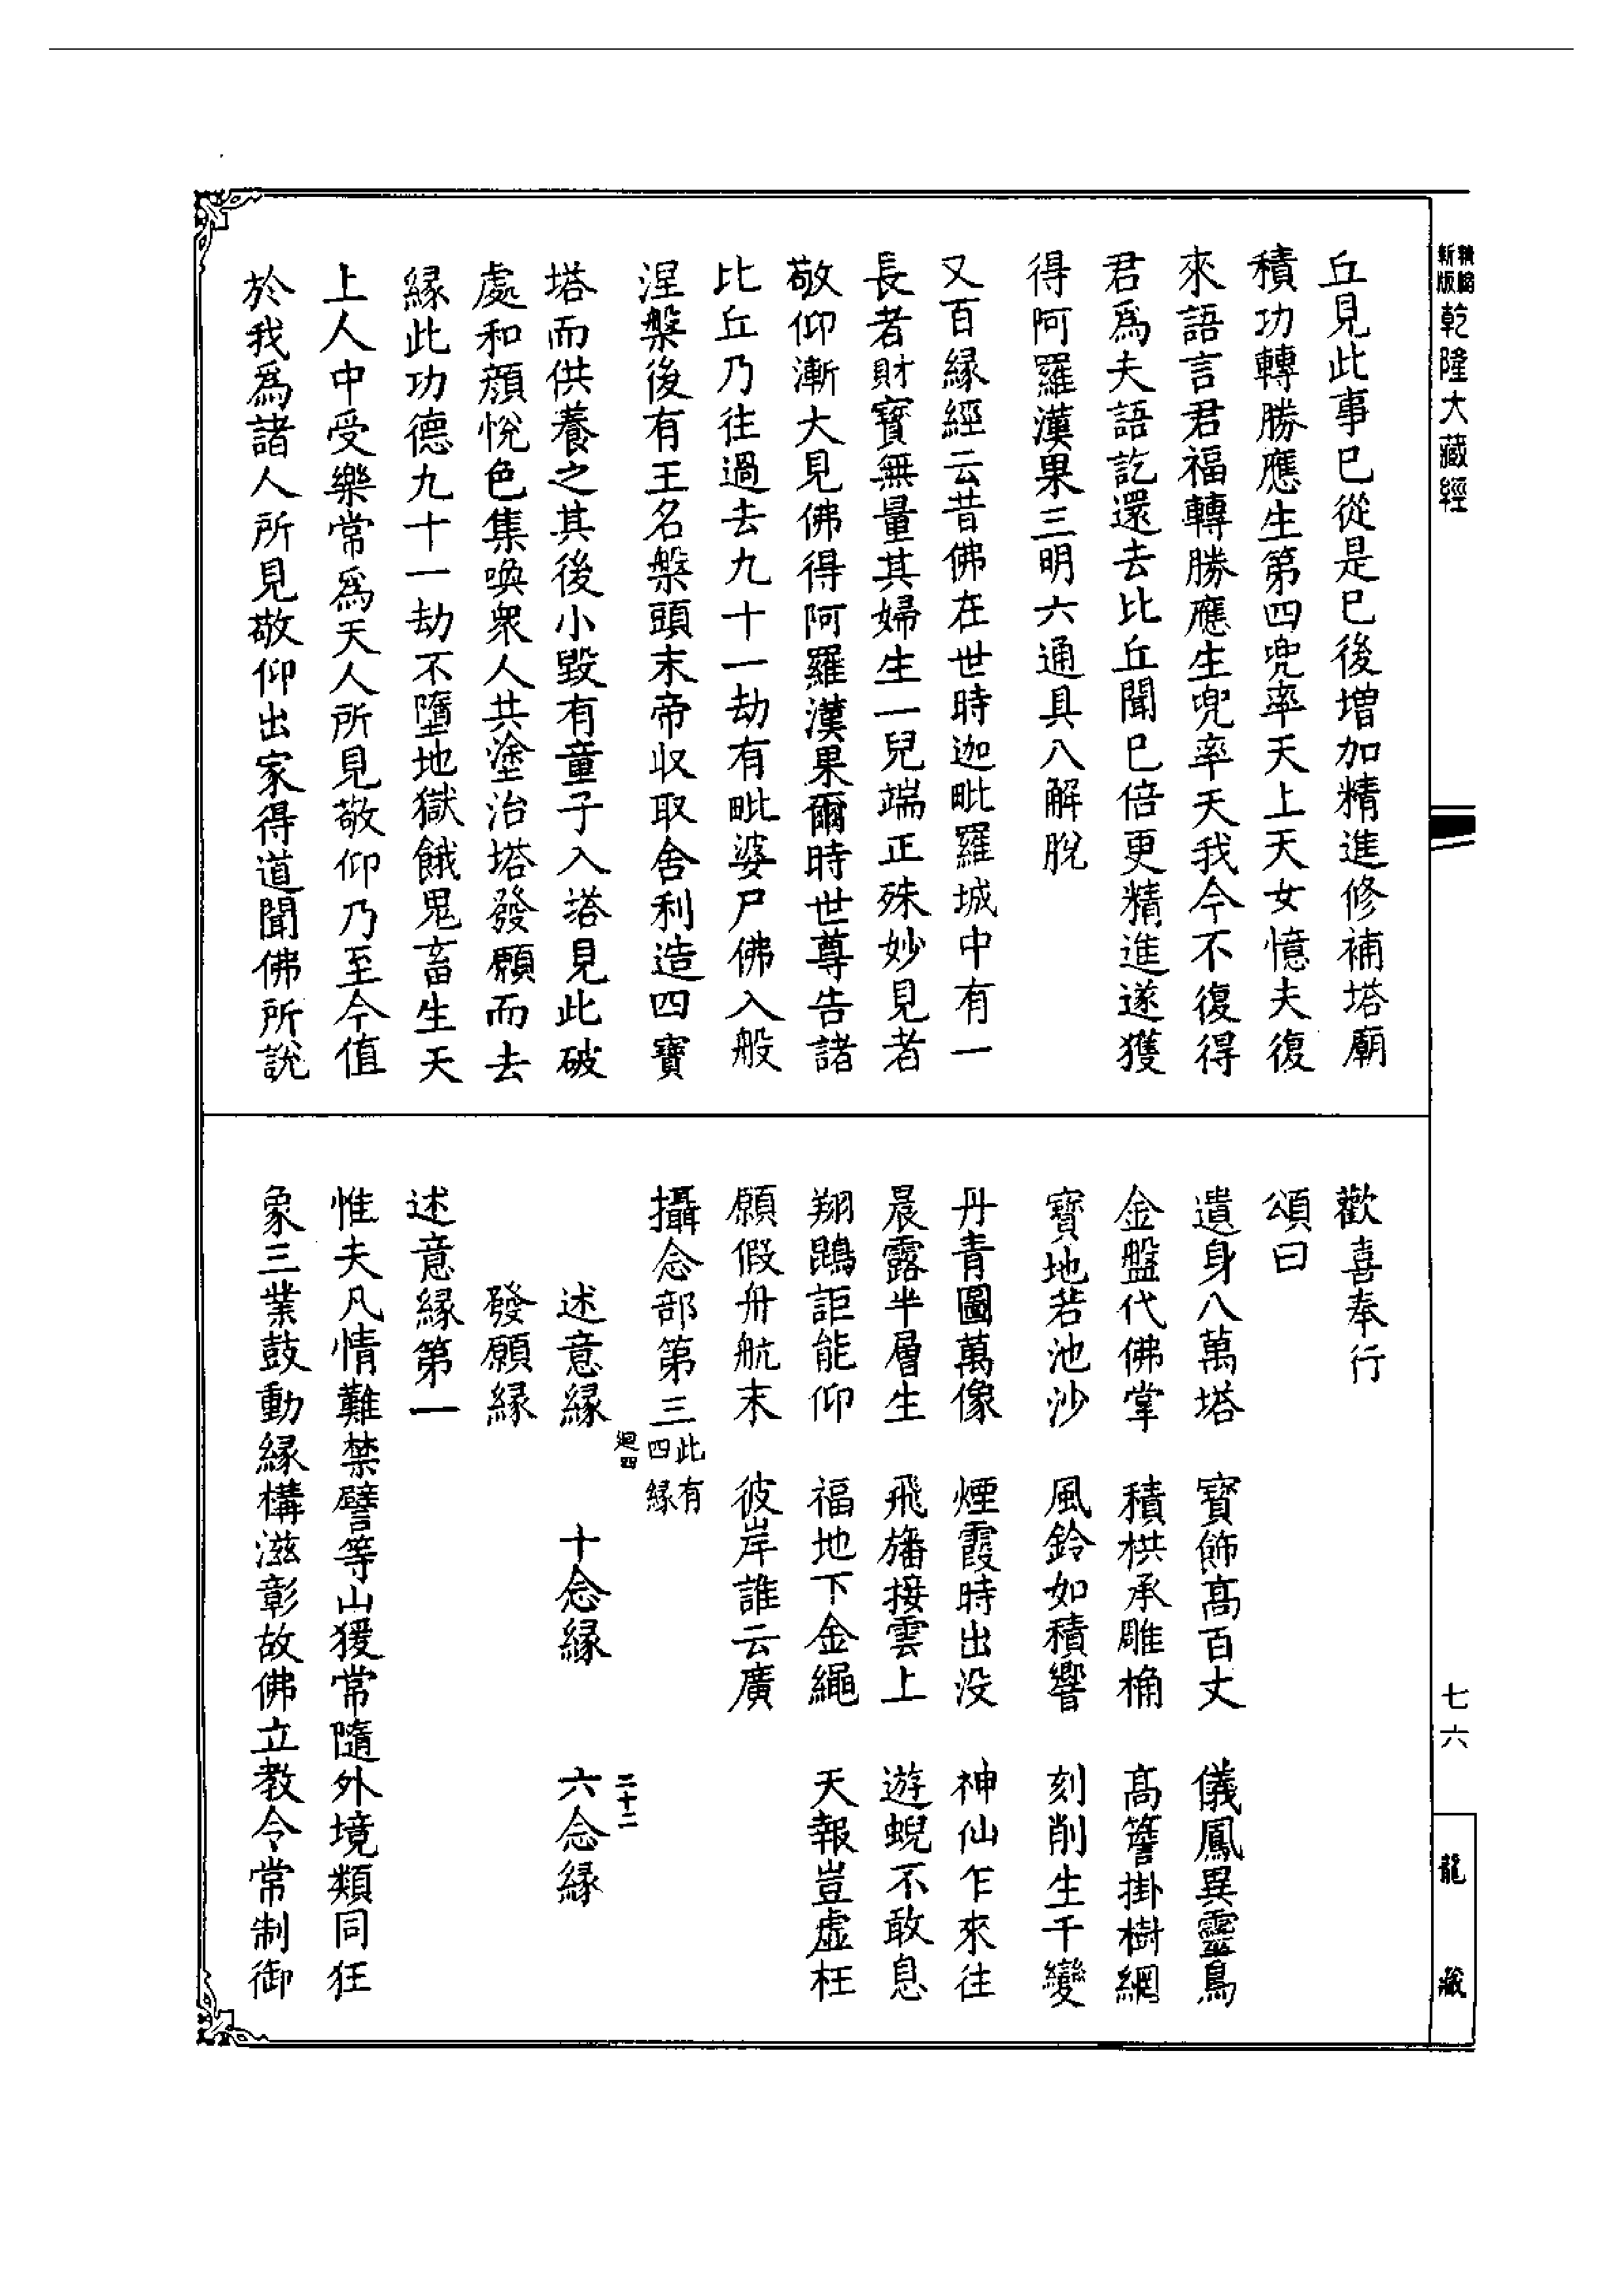 新版
精縮
乾隆大藏經
七六
龍藏
丘見此事已從是已後增加精進修補塔廟
積功轉勝應生第四兜率天上天女憶夫復
來語言君福轉勝應生兜率天我今不復得
君爲夫語訖還去比丘聞已倍更精進遂獲
得阿羅漢果三明六通具八解脫
又百緣經云昔佛在世時迦毗羅城中有一
長者財寶無量其婦生一兒端正殊妙見者
敬仰漸大見佛得阿羅漢果爾時世尊告諸
比丘乃往過去九十一劫有毗婆尸佛入般
涅槃後有王名槃頭末帝收取舍利造四寶
塔而供養之其後小毀有童子入塔見此破
處和顏悅色集喚衆人共塗治塔發願而去
緣此功德九十一劫不墮地獄餓鬼畜生天
上人中受樂常爲天人所見敬仰乃至今值
於我爲諸人所見敬仰出家得道聞佛所說
歡喜奉行
頌曰
遺身八萬塔　寶飾高百丈　儀鳳異靈鳥
金盤代佛掌　積栱承雕桷　高簷掛樹網
寶地若池沙　風鈴如積響　刻削生千變
丹青圖萬像　煙霞時出没　神仙乍來往
晨露半層生　飛旛接雲上　遊蜺不敢息
翔鵾詎能仰　福地下金繩　天報豈虛枉
願假舟航末　彼岸誰云廣
攝念部第三此有四緣
廻四　二十二
述意緣　十念緣　六念緣
發願緣
述意緣第一
惟夫凡情難禁譬等山猨常隨外境類同狂
象三業鼓動緣構滋彰故佛立教令常制御